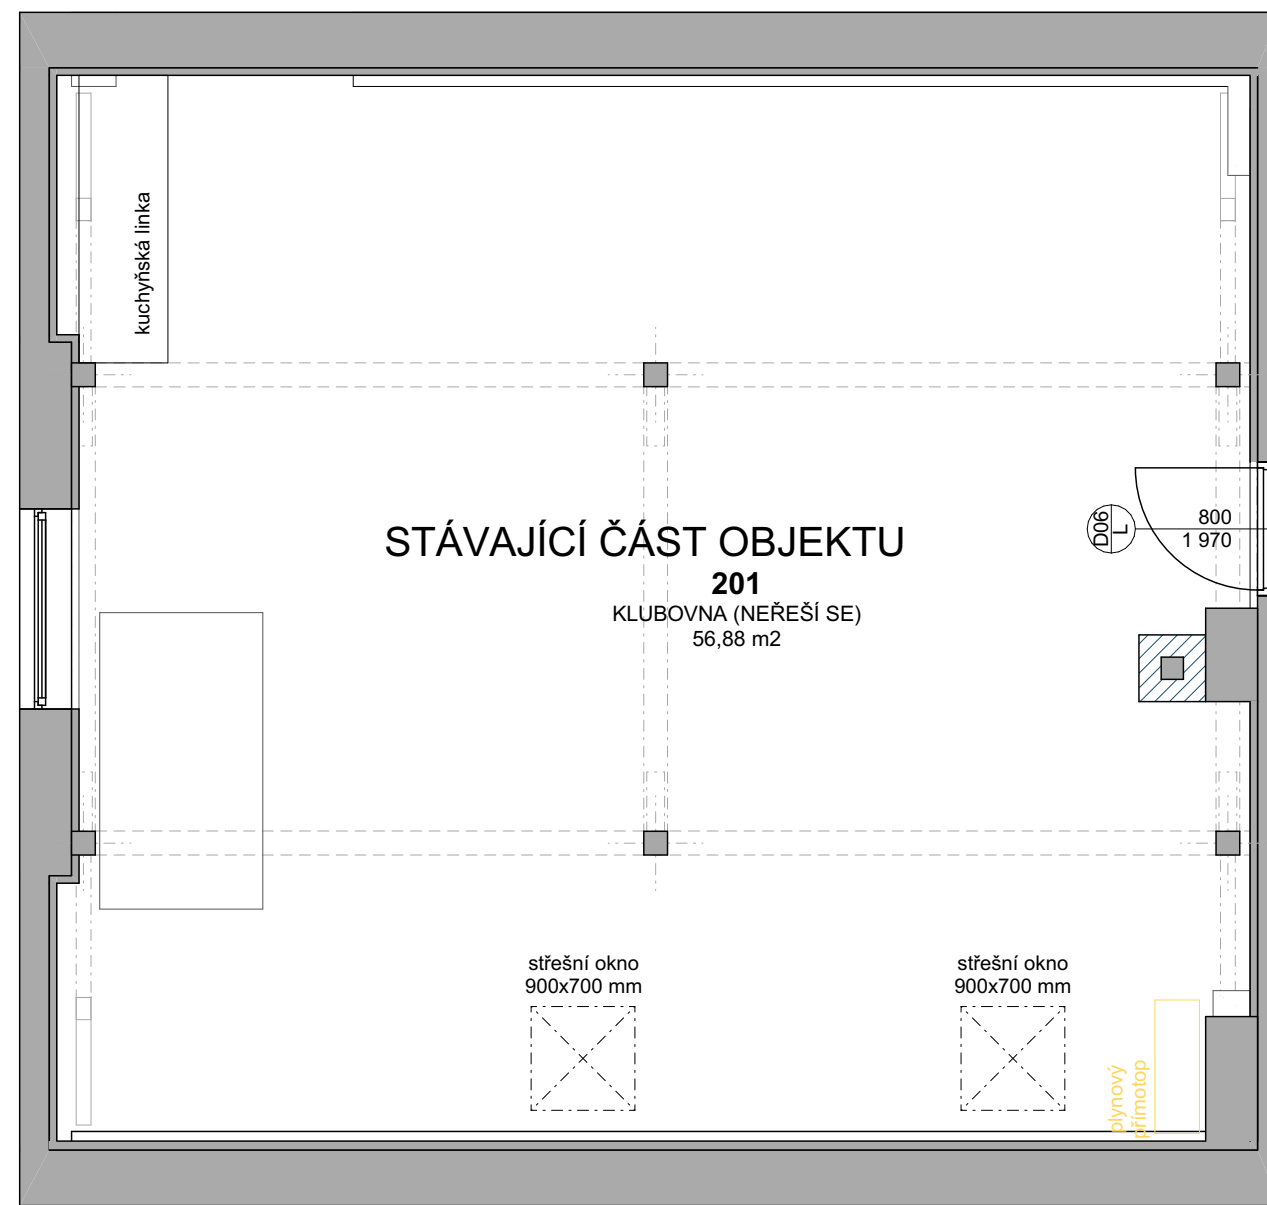 kuchyňská linka
STÁVAJÍCÍ ČÁST OBJEKTU
201
KLUBOVNA (NEŘEŠÍ SE)
56,88 m2
D06
L
800
1 970
střešní okno
900x700 mm
střešní okno
900x700 mm
plynový
přímotop